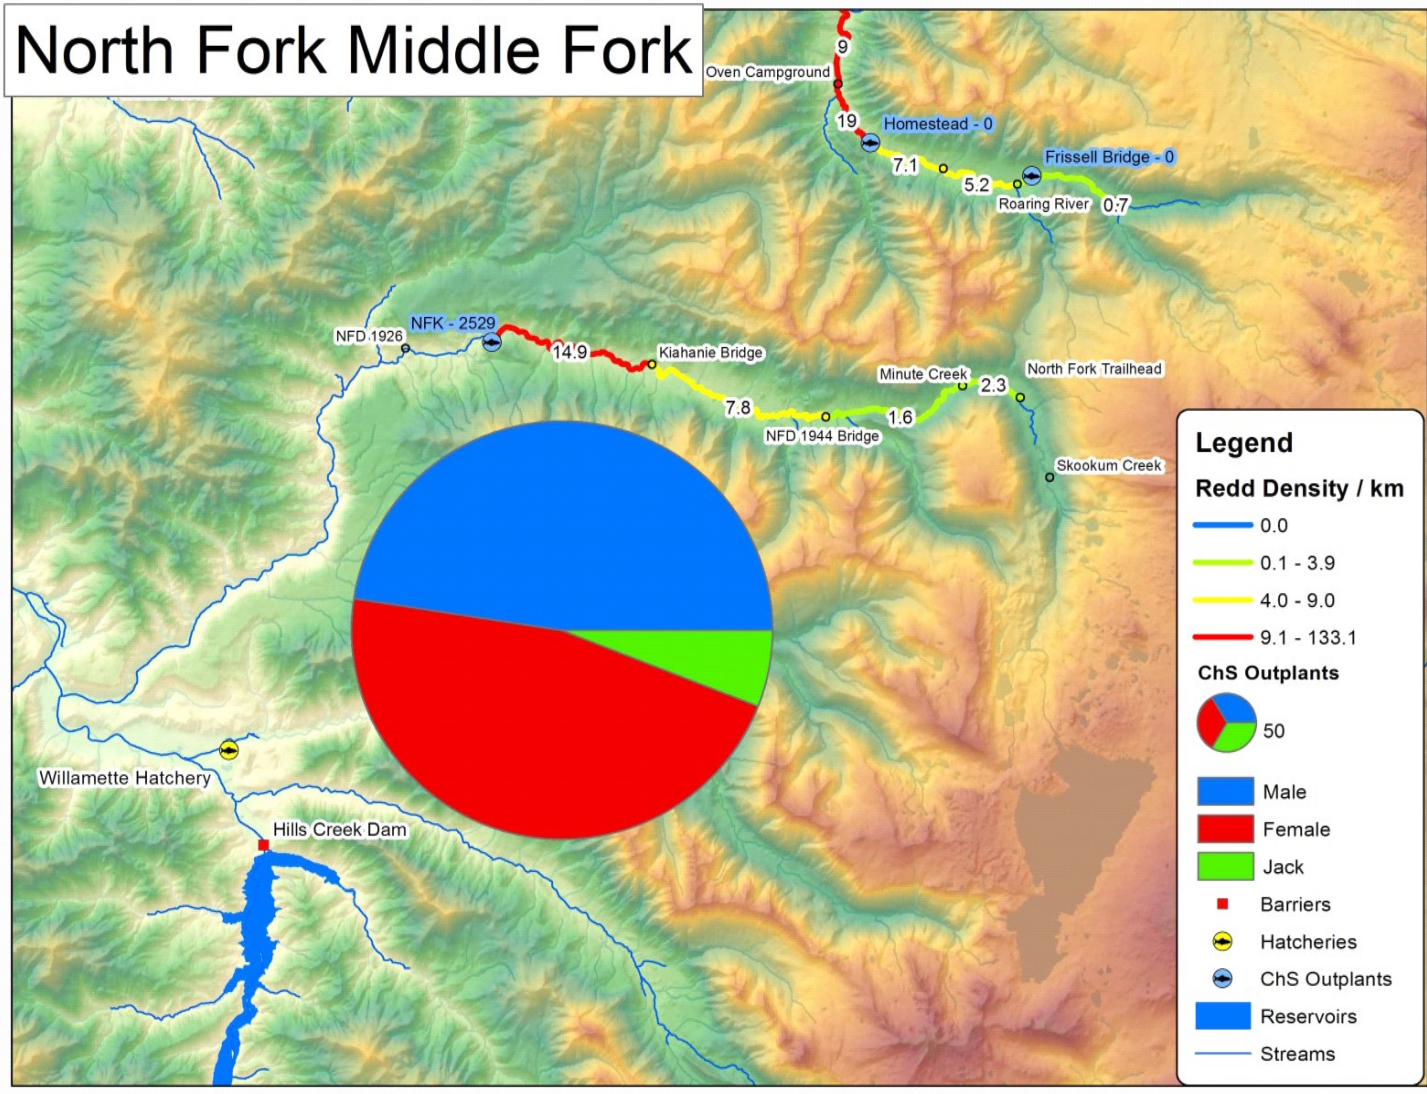 North Fork Middle Fork
9
Oven Campground
19
Homestead - 0
7.1
Frissell Bridge - 0
5.2
Roaring River
0.7
NFK - 2529
NFD 1926
14.9
Kiahanie Bridge
North Fork Trailhead
Minute Creek
2.3
7.8
1.6
NFD 1944 Bridge
Skookum Creek
Willamette Hatchery
Hills Creek Dam
Legend
Redd Density / km
0.0
0.1 - 3.9
4.0 - 9.0
9.1 - 133.1
ChS Outplants
50
Male
Female
Jack
Barriers
Hatcheries
ChS Outplants
Reservoirs
Streams